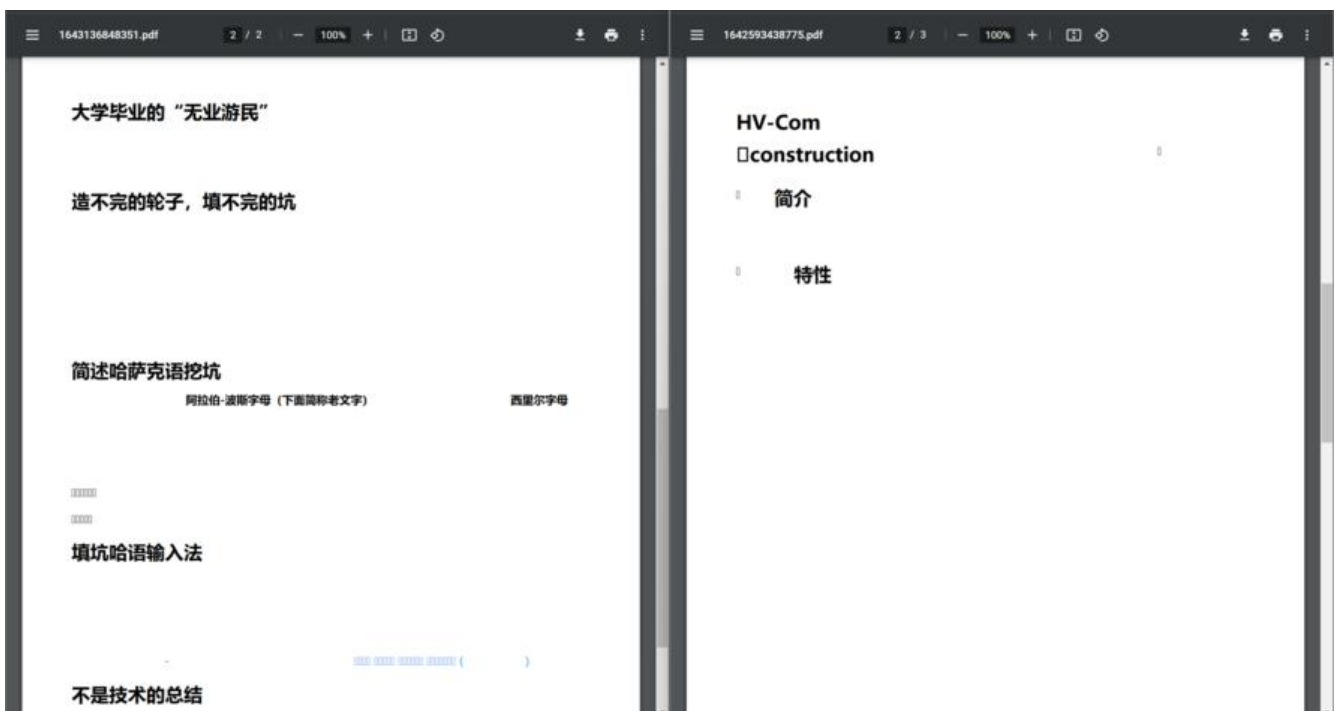 1643136848351.pdf 2 / 2 100%
大学毕业的“无业游民”
造不完的轮子，填不完的坑
简述哈萨克语挖坑
阿拉伯-波斯字母（下面简称老文字） 西里尔字母
填坑哈语输入法
- ( )
不是技术的总结
1642593438775.pdf 2 / 3 100%
HV-Com
construction
简介
特性